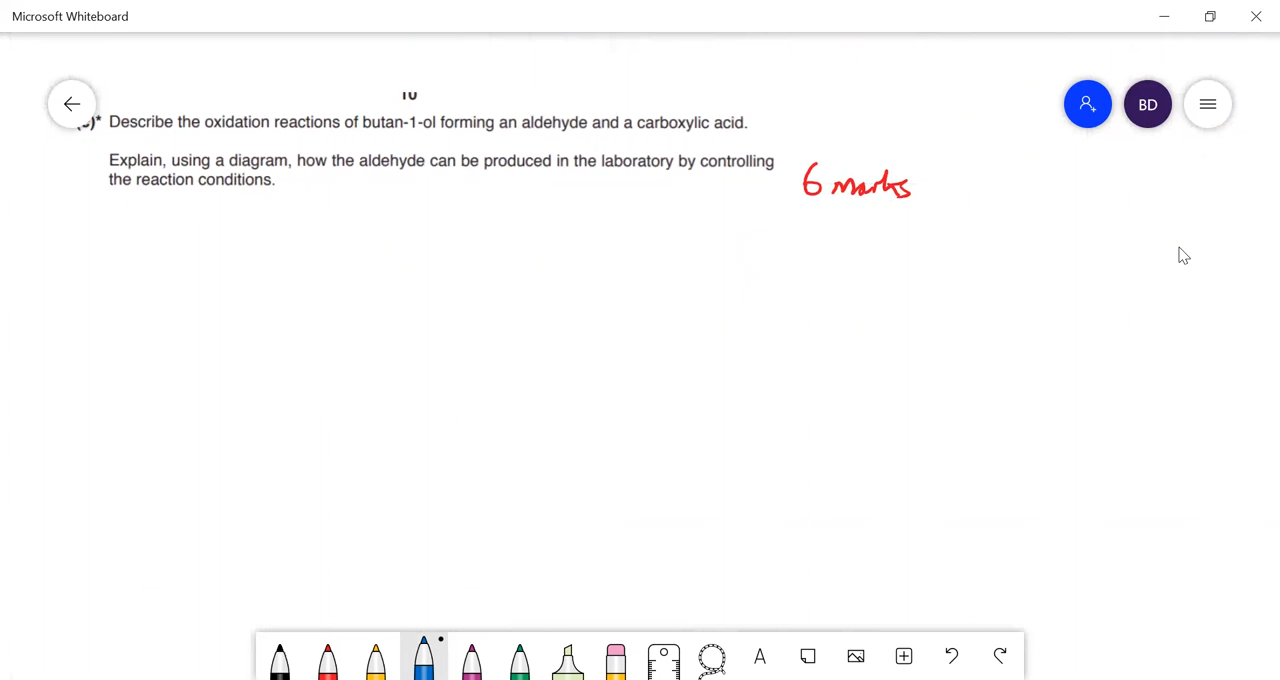 Microsoft Whiteboard
10
BD
)* Describe the oxidation reactions of butan-1-ol forming an aldehyde and a carboxylic acid.
Explain, using a diagram, how the aldehyde can be produced in the laboratory by controlling
the reaction conditions.
6 marks
A